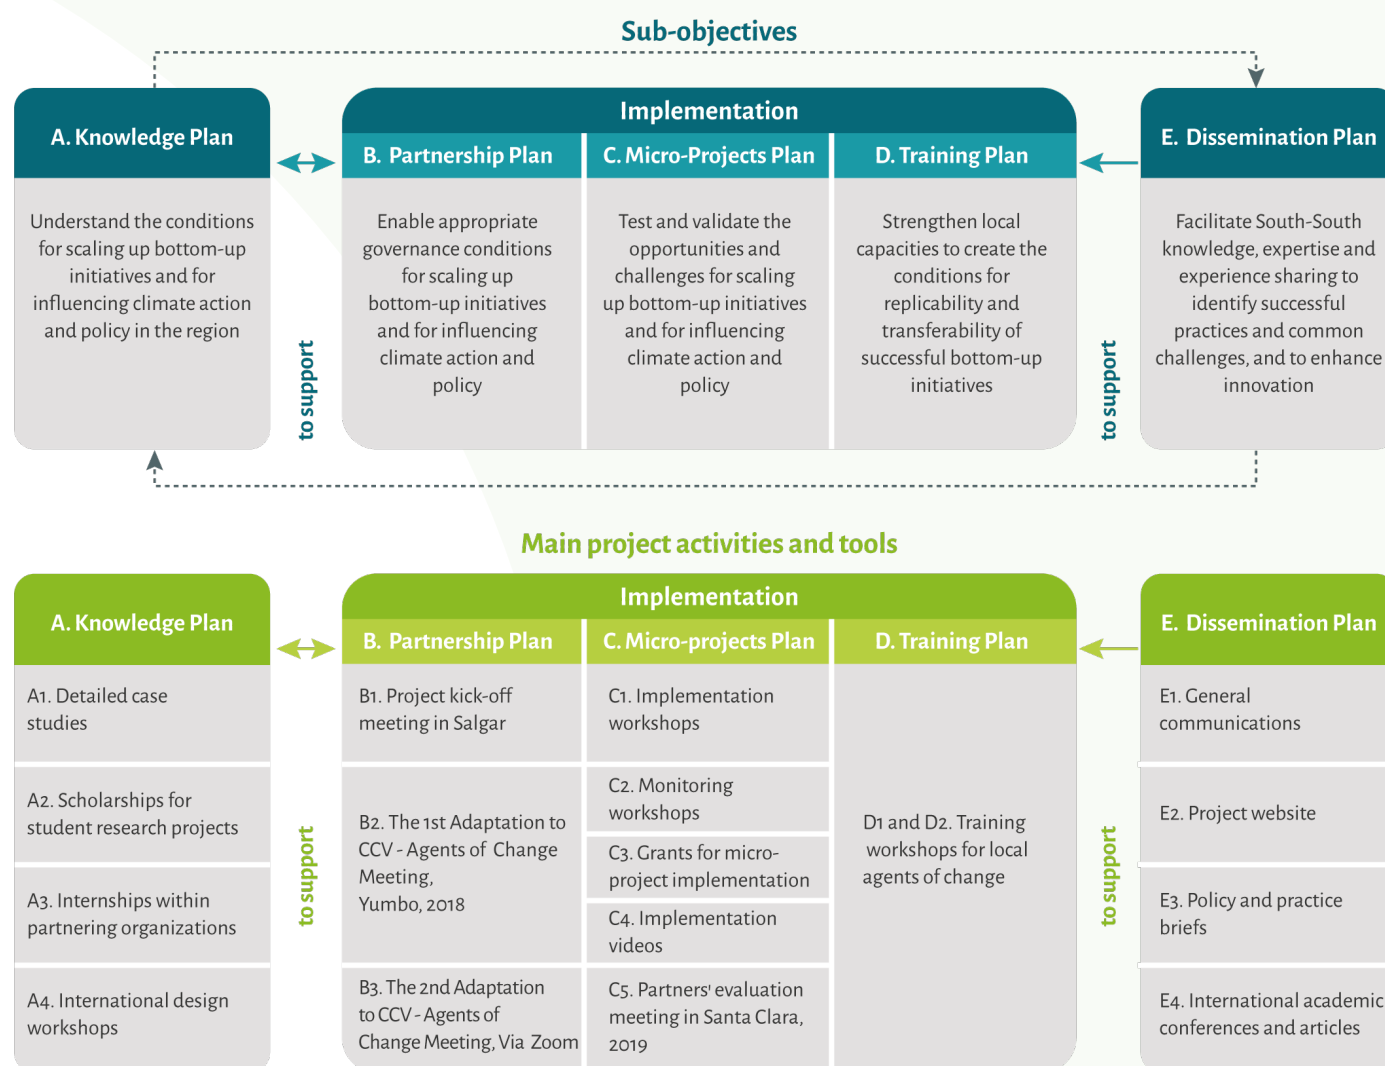 Sub-objectives
A. Knowledge Plan
Understand the conditions
for scaling up bottom-up
initiatives and for
influencing climate action
and policy in the region
to support
Implementation
B. Partnership Plan
Enable appropriate
governance conditions
for scaling up
bottom-up initiatives
and for influencing
climate action and
policy
C. Micro-Projects Plan
Test and validate the
opportunities and
challenges for scaling
up bottom-up initiatives
and for influencing
climate action and
policy
D. Training Plan
Strengthen local
capacities to create the
conditions for
replicability and
transferability of
successful bottom-up
initiatives
to support
E. Dissemination Plan
Facilitate South-South
knowledge, expertise and
experience sharing to
identify successful
practices and common
challenges, and to enhance
innovation
Main project activities and tools
A. Knowledge Plan
A1. Detailed case
studies
A2. Scholarships for
student research projects
A3. Internships within
partnering organizations
A4. International design
workshops
to support
Implementation
B. Partnership Plan
B1. Project kick-off
meeting in Salgar
B2. The 1st Adaptation to
CCV - Agents of Change
Meeting,
Yumbo, 2018
B3. The 2nd Adaptation
to CCV - Agents of
Change Meeting, Via Zoom
C. Micro-projects Plan
C1. Implementation
workshops
C2. Monitoring
workshops
C3. Grants for micro-
project implementation
C4. Implementation
videos
C5. Partners' evaluation
meeting in Santa Clara,
2019
D. Training Plan
D1 and D2. Training
workshops for local
agents of change
to support
E. Dissemination Plan
E1. General
communications
E2. Project website
E3. Policy and practice
briefs
E4. International academic
conferences and articles